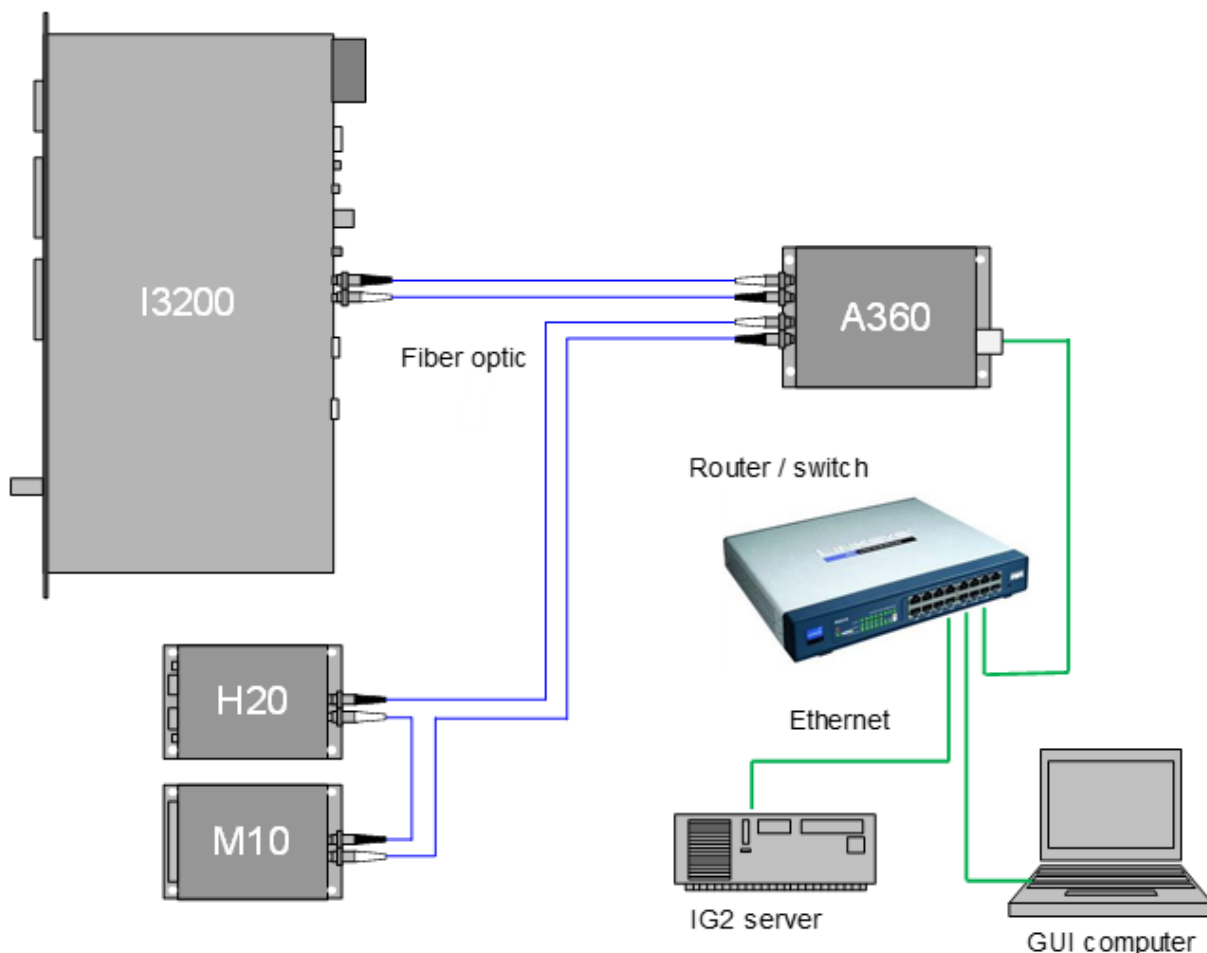 I3200
A360
Fiber optic
Router / switch
H20
Ethernet
M10
IG2 server
GUI computer